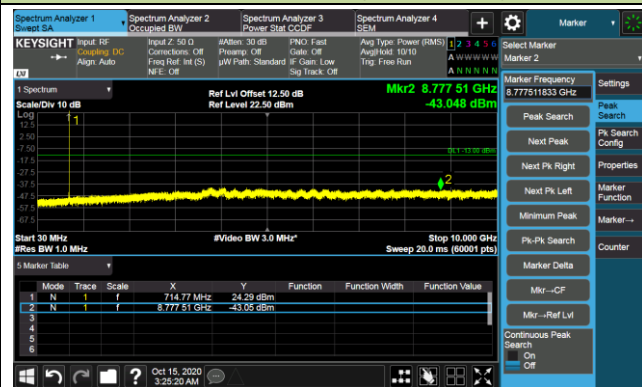 Spectrum Analyzer 1
Swept SA
Spectrum Analyzer 2
Occupied BW
Spectrum Analyzer 3
Power Stat CCDF
Spectrum Analyzer 4
SEM
Marker
KEYSIGHT
Input: RF
Coupling: DC
Align: Auto
Input Z: 50 Ω
Corrections: Off
Freq Ref: Int (S)
NFE: Off
#Atten: 30 dB
Preamp: Off
µW Path: Standard
PNO: Fast
Gate: Off
IF Gain: Low
Sig Track: Off
Avg Type: Power (RMS)
Avg|Hold: 10/10
Trig: Free Run
1 2 3 4 5 6
A W W W W W
A N N N N N
LXI
Select Marker
Marker 2
Marker Frequency
8.777511833 GHz
Peak Search
Next Peak
Next Pk Right
Next Pk Left
Minimum Peak
Pk-Pk Search
Marker Delta
Mkr→CF
Mkr→Ref Lvl
Continuous Peak
Search
On
Off
Settings
Peak
Search
Pk Search
Config
Properties
Marker
Function
Marker→
Counter
1 Spectrum
Scale/Div 10 dB
Log
Ref Lvl Offset 12.50 dB
Ref Level 22.50 dBm
Mkr2 8.777 51 GHz
-43.048 dBm
12.5
2.50
-7.50
-17.5
-27.5
-37.5
-47.5
-57.5
-67.5
1
DL1 -13.00 dBm
2
Start 30 MHz
#Res BW 1.0 MHz
#Video BW 3.0 MHz*
Stop 10.000 GHz
Sweep 20.0 ms (60001 pts)
5 Marker Table
Mode Trace Scale X Y Function Function Width Function Value
1 N 1 f 714.77 MHz 24.29 dBm
2 N 1 f 8.777 51 GHz -43.05 dBm
3
4
5
6
Oct 15, 2020
3:25:20 AM